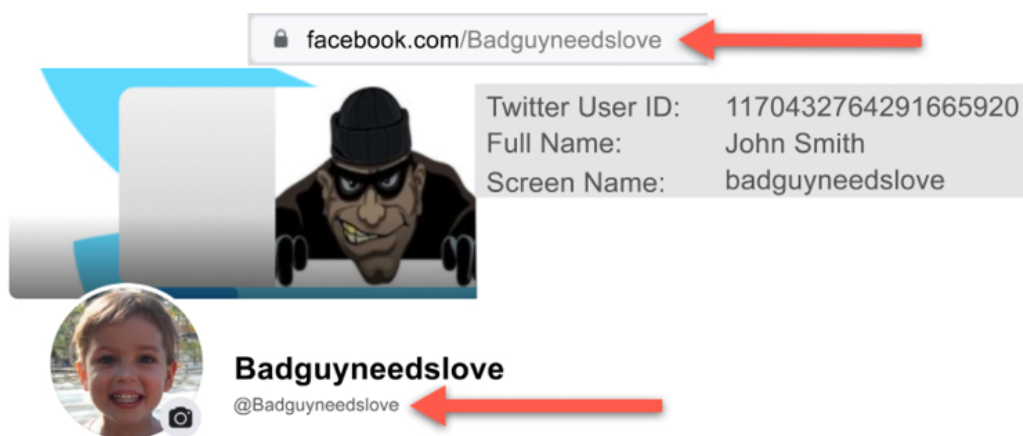 facebook.com/Badguyneedslove
Twitter User ID: 1170432764291665920
Full Name: John Smith
Screen Name: badguyneedslove
Badguyneedslove
@Badguyneedslove